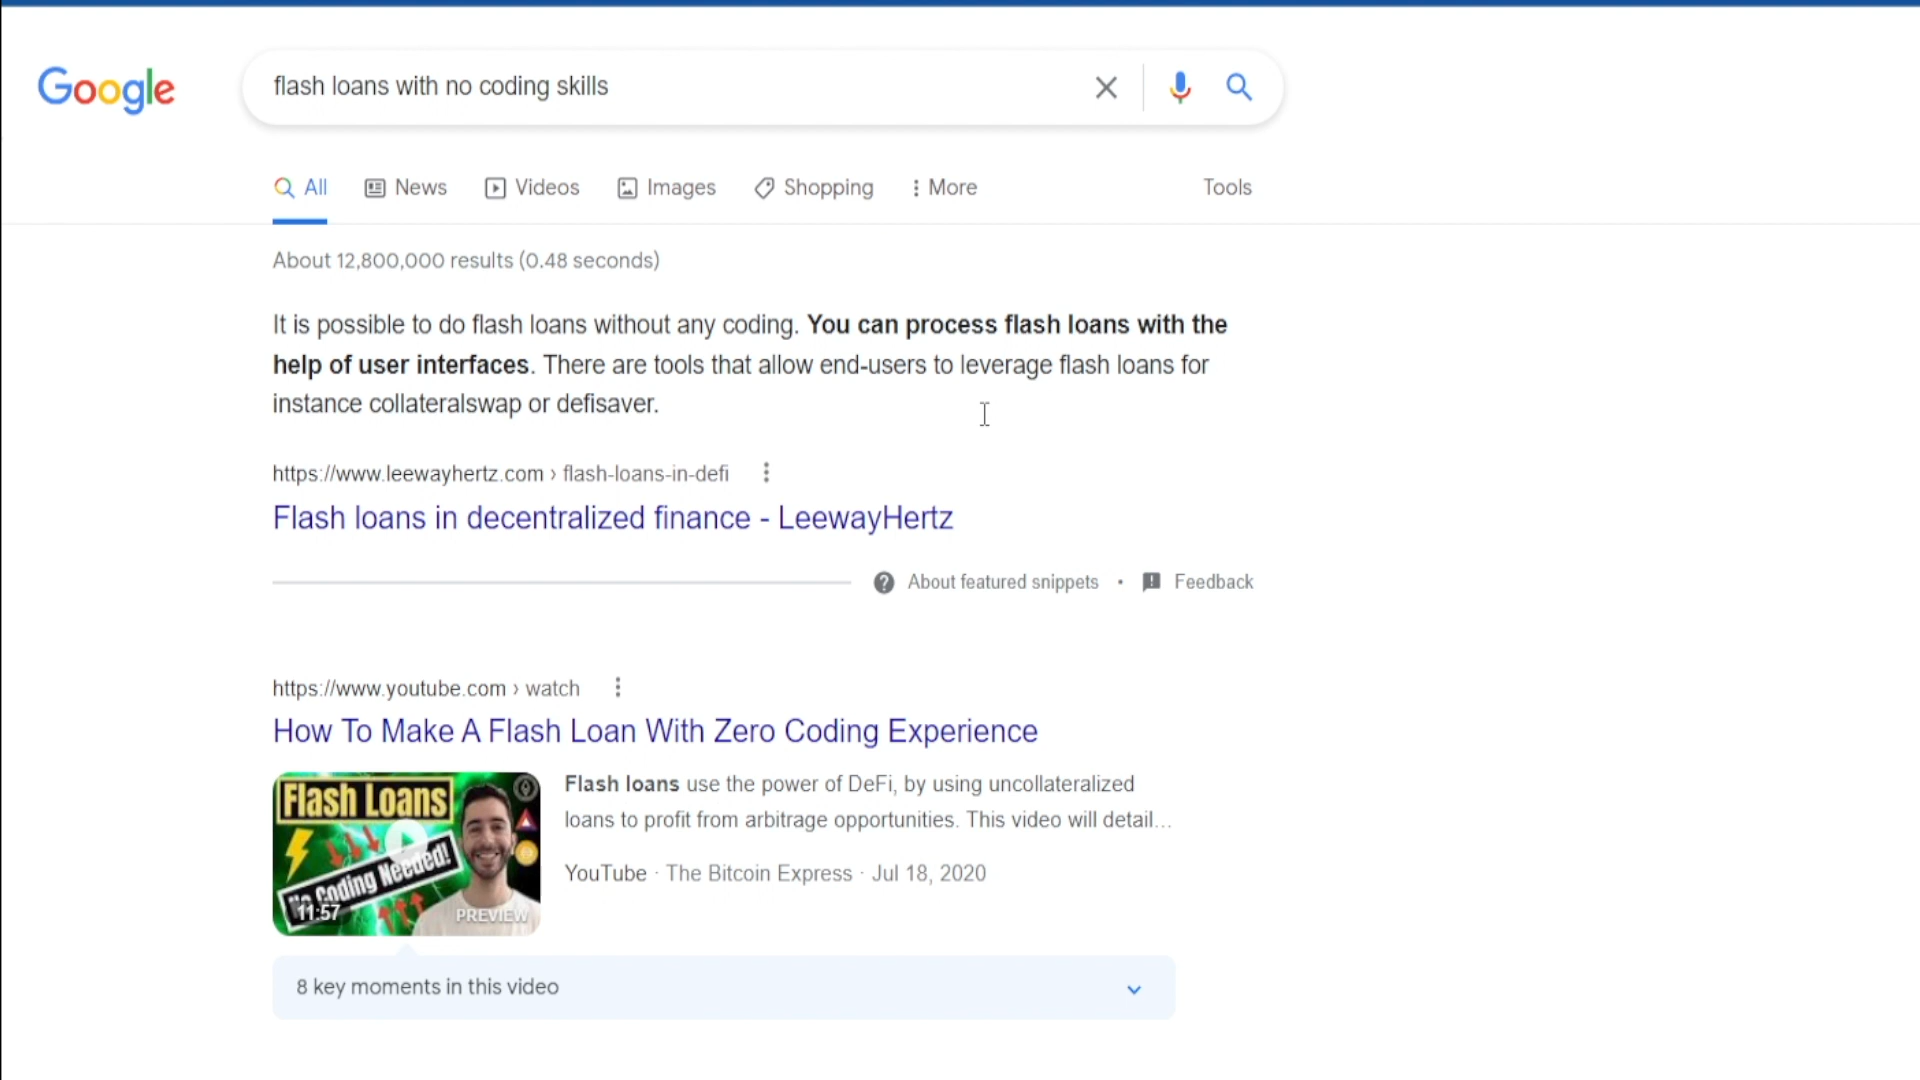 Google
flash loans with no coding skills
All
News
Videos
Images
Shopping
More
Tools
About 12,800,000 results (0.48 seconds)
It is possible to do flash loans without any coding. You can process flash loans with the
help of user interfaces. There are tools that allow end-users to leverage flash loans for
instance collateralswap or defisaver.
https://www.leewayhertz.com › flash-loans-in-defi
Flash loans in decentralized finance - LeewayHertz
About featured snippets • Feedback
https://www.youtube.com › watch
How To Make A Flash Loan With Zero Coding Experience
Flash Loans
No Coding Needed!
11:57
PREVIEW
Flash loans use the power of DeFi, by using uncollateralized
loans to profit from arbitrage opportunities. This video will detail...
YouTube · The Bitcoin Express · Jul 18, 2020
8 key moments in this video